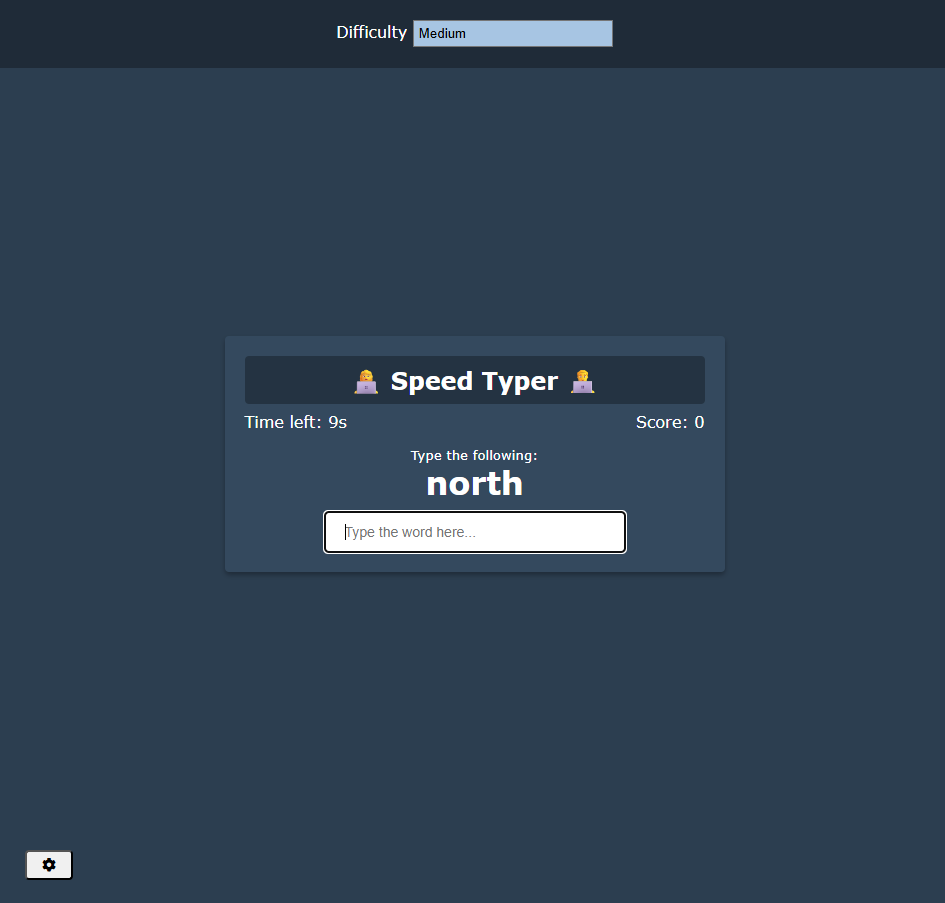 Difficulty Medium
Speed Typer
Time left: 9s Score: 0
Type the following:
north
Type the word here...